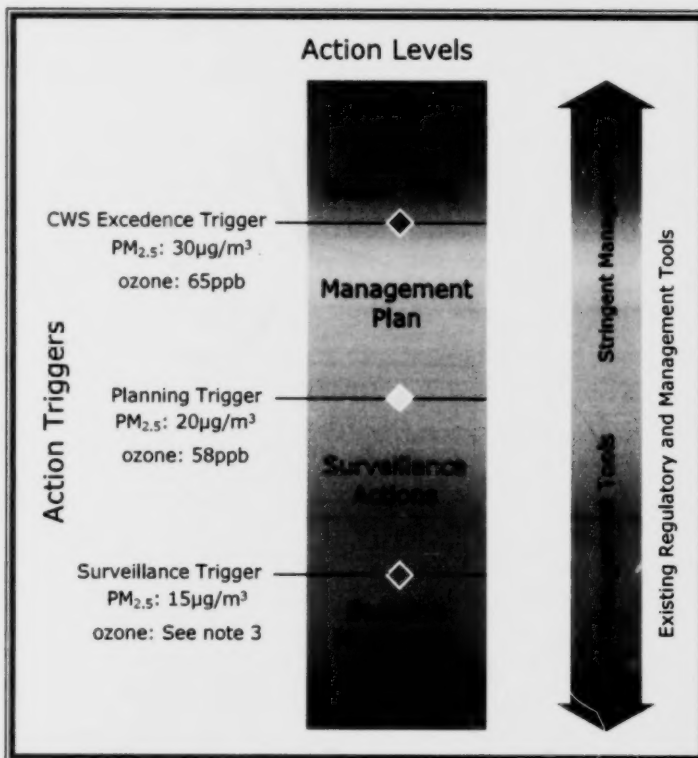 Action Levels
CWS Excedence Trigger
PM₂.₅: 30µg/m³
ozone: 65ppb
Management
Plan
Planning Trigger
PM₂.₅: 20µg/m³
ozone: 58ppb
Surveillance
Actions
Surveillance Trigger
PM₂.₅: 15µg/m³
ozone: See note 3
Action Triggers
Stringent
Tools
Existing Regulatory and Management Tools